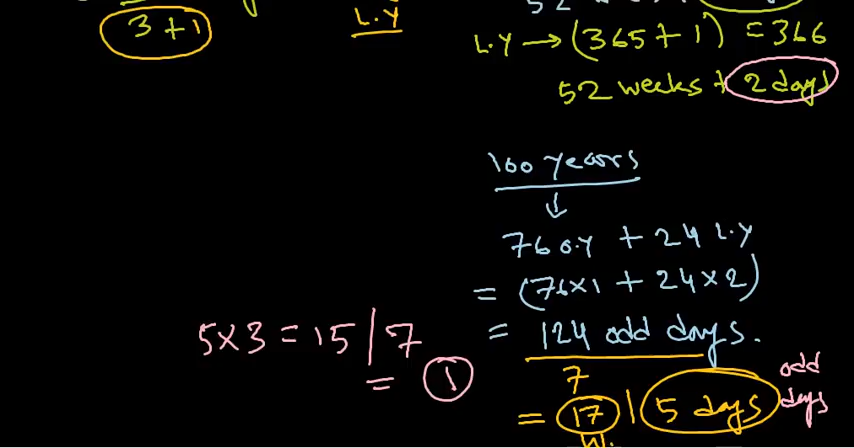 3+1
L.Y
L.Y → (365+1) = 366
52 weeks + 2 days
100 years
↓
76 O.Y + 24 L.Y
= (76×1 + 24×2)
= 124 odd days.
7
= 17 | 5 days odd days
W.
5×3 = 15 | 7
= 1